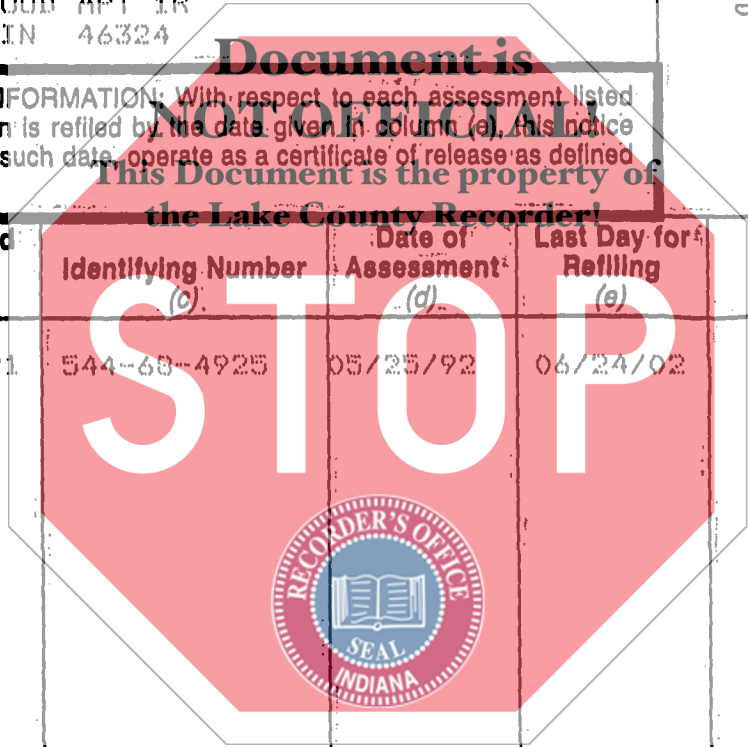 IN 46324
Document is
NOT OFFICIAL!
This Document is the property of
the Lake County Recorder!
FORMATION: With respect to each assessment listed
is refiled by the date given in column (e), this notice
such date, operate as a certificate of release as defined
Identifying Number
(c)
Date of
Assessment
(d)
Last Day for
Refiling
(e)
05/25/92 06/24/02
STOP
RECORDER'S OFFICE
SEAL
INDIANA